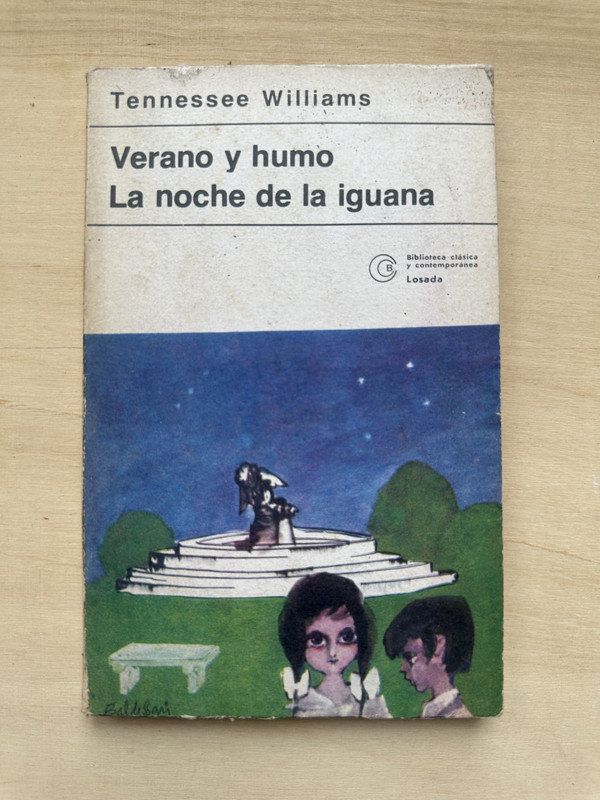 Tennessee Williams
Verano y humo
La noche de la iguana
B
Biblioteca clásica
y contemporánea
Losada